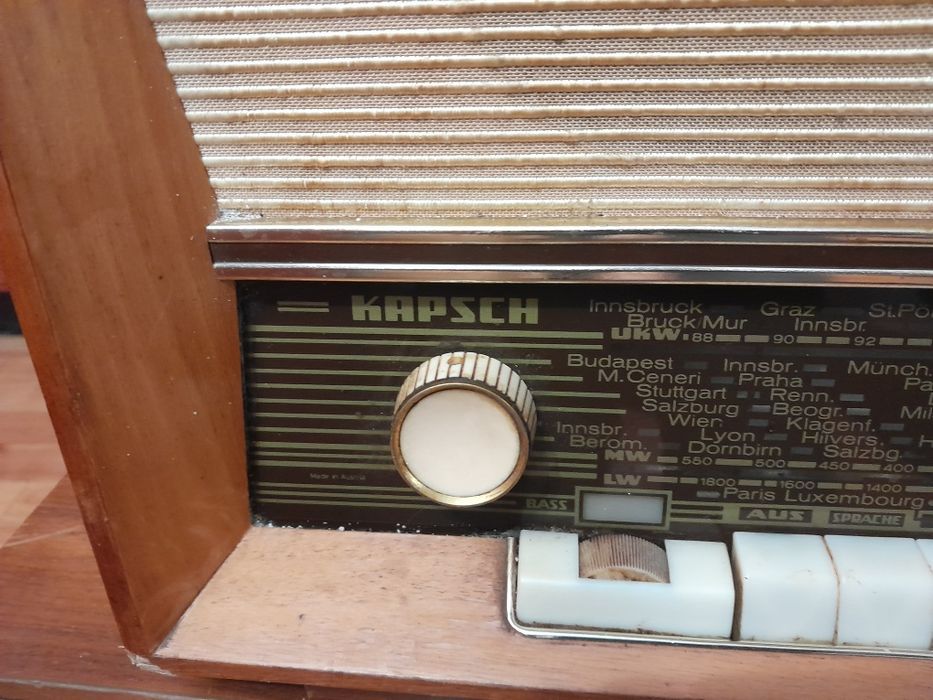 KAPSCH
Innsbruck Graz
Bruck/Mur Innsbr.
UKW 88 90 92
Budapest Innsbr. Münch.
M.Ceneri Praha
Stuttgart Renn.
Salzburg Beogr.
Wien Klagenf.
Innsbr. Lyon Hilvers.
Berom. Dornbirn Salzbg.
MW 550 500 450 400
LW 1800 1600 1400
Paris Luxembourg
Made in Austria
BASS AUS SPRACHE